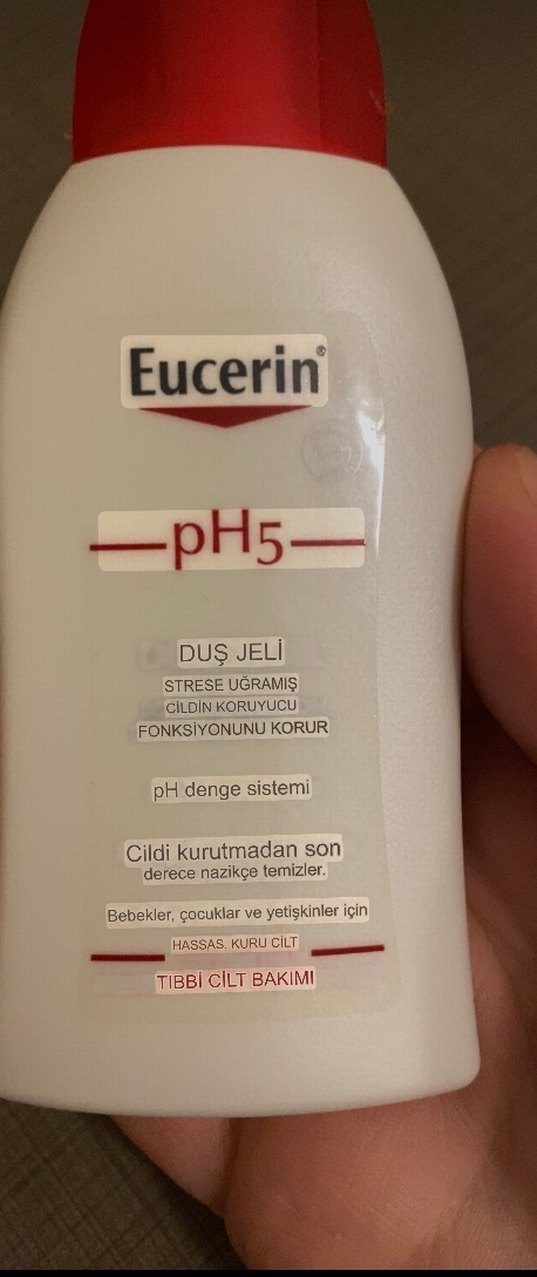 Eucerin®
pH5
DUŞ JELİ
STRESE UĞRAMIŞ
CİLDİN KORUYUCU
FONKSİYONUNU KORUR
pH denge sistemi
Cildi kurutmadan son
derece nazikçe temizler.
Bebekler, çocuklar ve yetişkinler için
HASSAS, KURU CİLT
TIBBİ CİLT BAKIMI